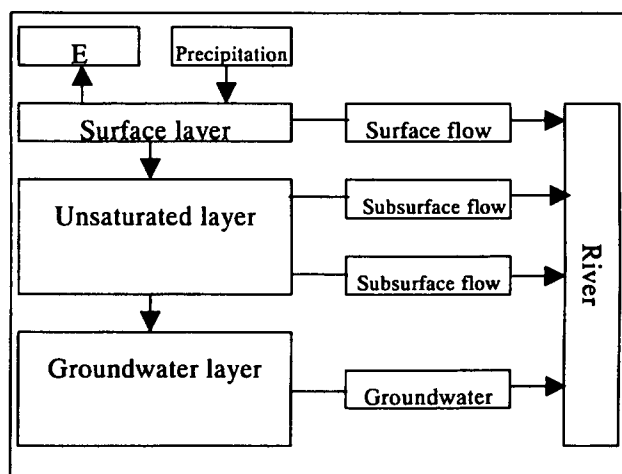 E
Precipitation
Surface layer
Surface flow
Unsaturated layer
Subsurface flow
Subsurface flow
River
Groundwater layer
Groundwater